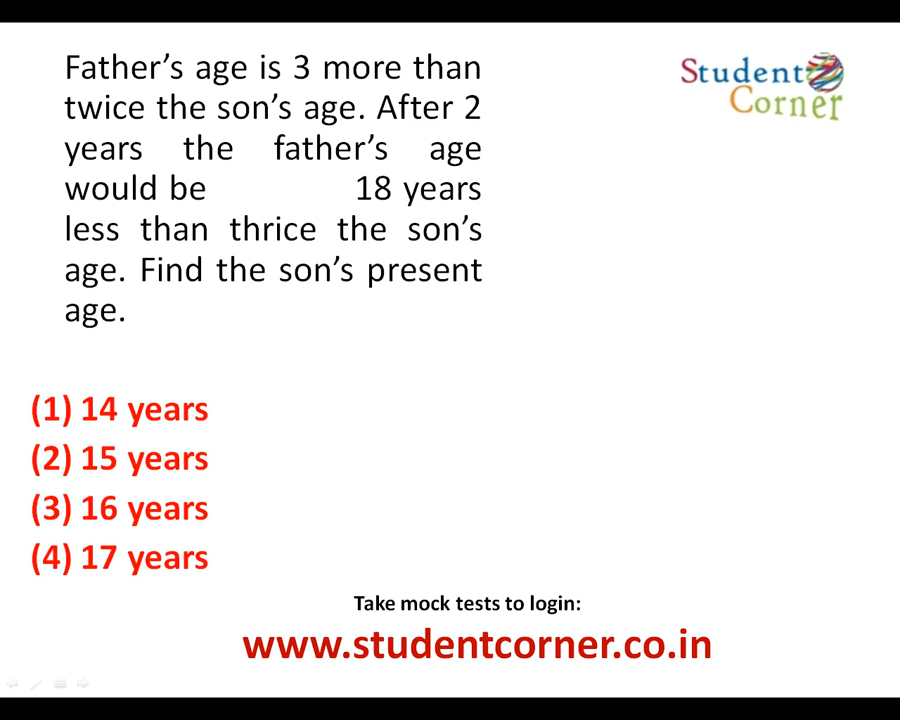 Father’s age is 3 more than
twice the son’s age. After 2
years the father’s age
would be 18 years
less than thrice the son’s
age. Find the son’s present
age.
Student
Corner
(1) 14 years
(2) 15 years
(3) 16 years
(4) 17 years
Take mock tests to login:
www.studentcorner.co.in